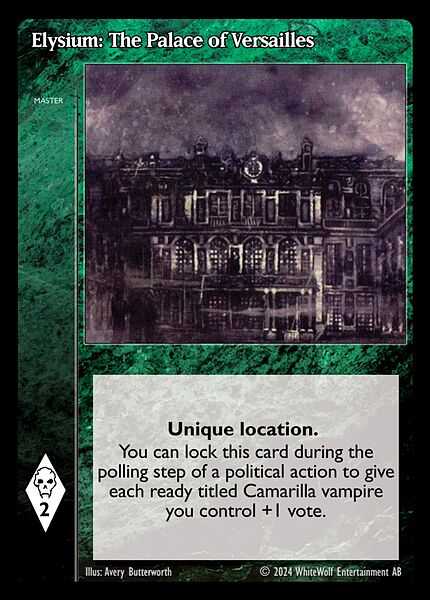 Elysium: The Palace of Versailles
MASTER
Unique location.
You can lock this card during the
polling step of a political action to give
each ready titled Camarilla vampire
you control +1 vote.
2
Illus: Avery Butterworth
© 2024 WhiteWolf Entertainment AB